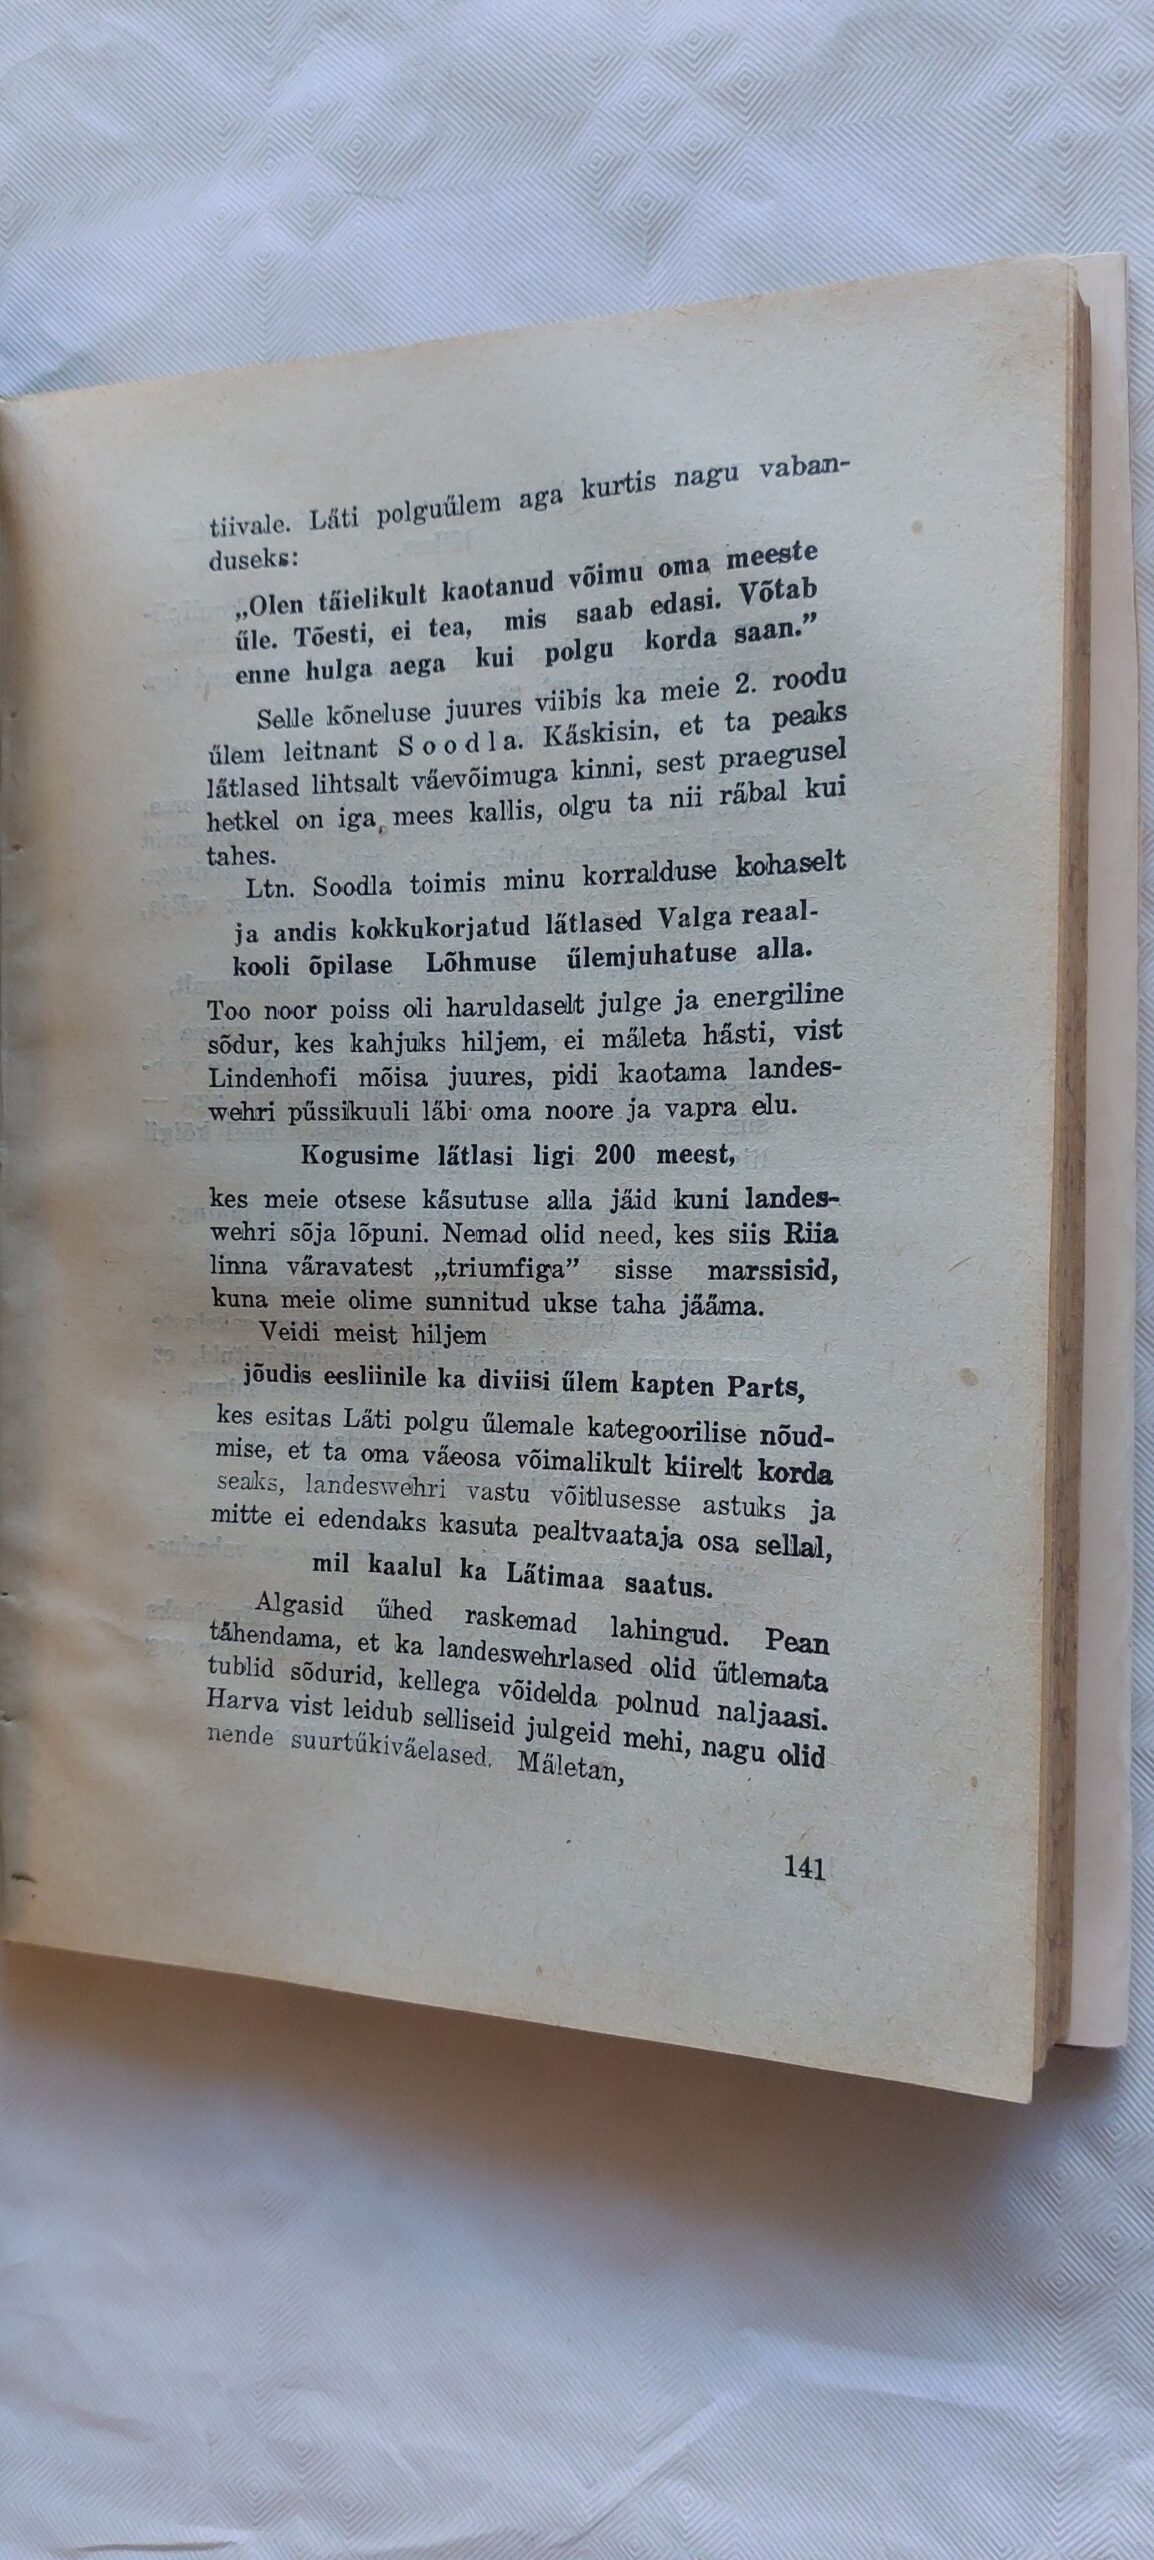 tiivale. Läti polguülem aga kurtis nagu vaban-
duseks:
„Olen täielikult kaotanud võimu oma meeste
üle. Tõesti, ei tea, mis saab edasi. Võtab
enne hulga aega kui polgu korda saan.”
Selle kõneluse juures viibis ka meie 2. roodu
ülem leitnant Soodla. Käskisin, et ta peaks
lätlased lihtsalt väevõimuga kinni, sest praegusel
hetkel on iga mees kallis, olgu ta nii räbal kui
tahes.
Ltn. Soodla toimis minu korralduse kohaselt
ja andis kokkukorjatud lätlased Valga reaal-
kooli õpilase Lõhmuse ülemjuhatuse alla.
Too noor poiss oli haruldaselt julge ja energiline
sõdur, kes kahjuks hiljem, ei mäleta hästi, vist
Lindenhofi mõisa juures, pidi kaotama landes-
wehri püssikuuli läbi oma noore ja vapra elu.
Kogusime lätlasi ligi 200 meest,
kes meie otsese käsutuse alla jäid kuni landes-
wehri sõja lõpuni. Nemad olid need, kes siis Riia
linna väravatest „triumfiga” sisse marssisid,
kuna meie olime sunnitud ukse taha jääma.
Veidi meist hiljem
jõudis eesliinile ka diviisi ülem kapten Parts,
kes esitas Läti polgu ülemale kategoorilise nõud-
mise, et ta oma väeosa võimalikult kiirelt korda
seaks, landeswehri vastu võitlusesse astuks ja
mitte ei edendaks kasuta pealtvaataja osa sellal,
mil kaalul ka Lätimaa saatus.
Algasid ühed raskemad lahingud. Pean
tähendama, et ka landeswehrlased olid ütlemata
tublid sõdurid, kellega võidelda polnud naljaasi.
Harva vist leidub selliseid julgeid mehi, nagu olid
nende suurtükiväelased. Mäletan,
141